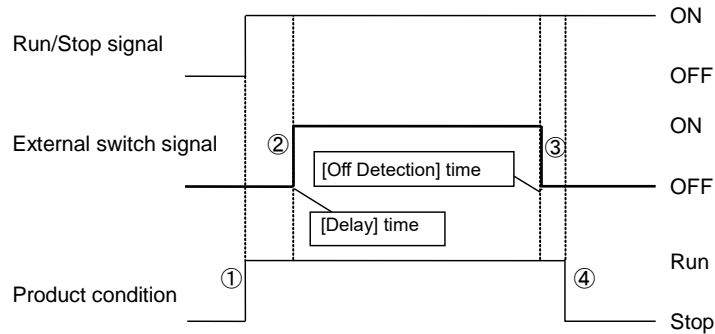 ON
Run/Stop signal
OFF
ON
External switch signal
②
③
[Off Detection] time
OFF
[Delay] time
Run
①
④
Product condition
Stop